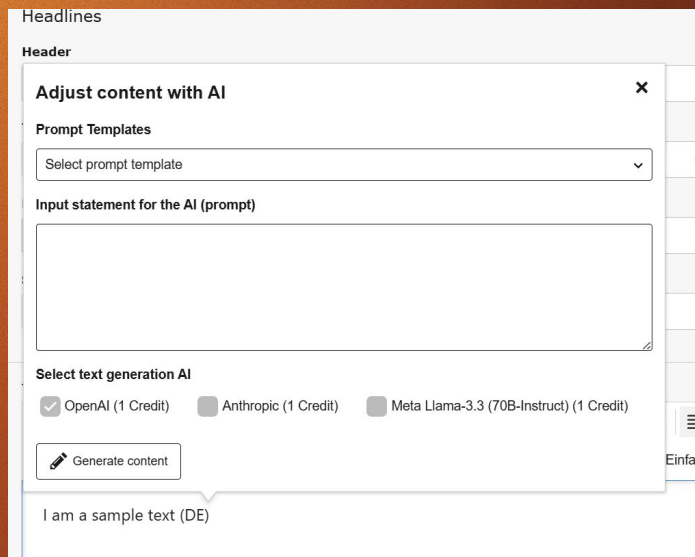 Headlines
Header
Adjust content with AI
Prompt Templates
Select prompt template
Input statement for the AI (prompt)
Select text generation AI
OpenAI (1 Credit) Anthropic (1 Credit) Meta Llama-3.3 (70B-Instruct) (1 Credit)
Generate content
I am a sample text (DE)